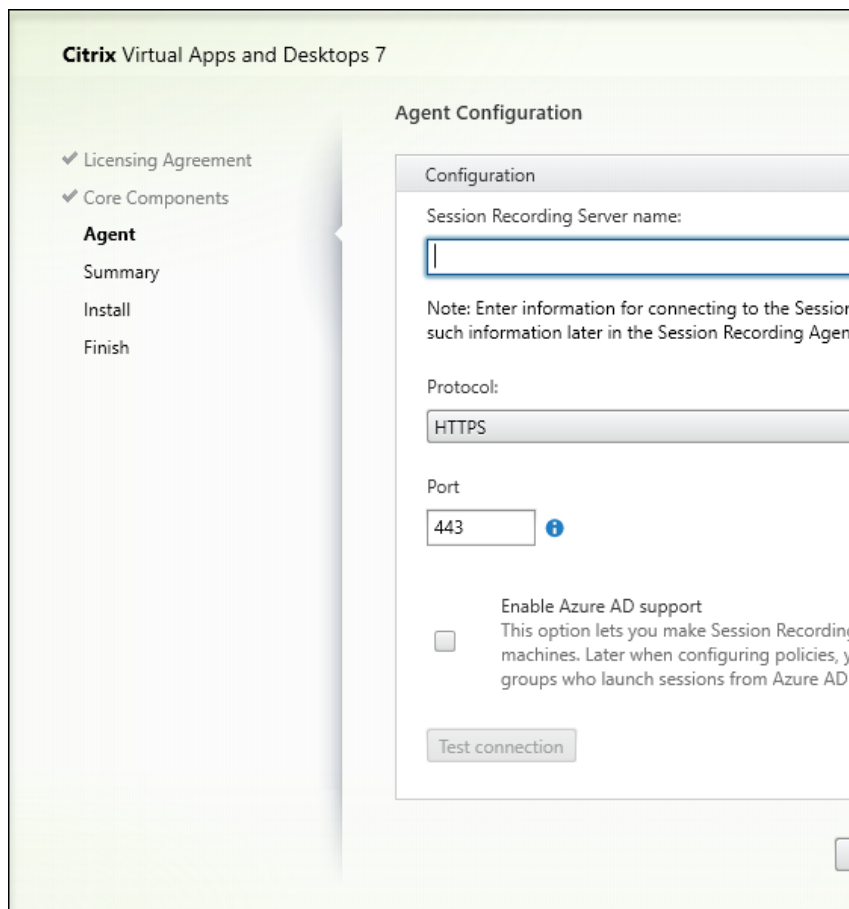 Citrix Virtual Apps and Desktops 7
Licensing Agreement
Core Components
Agent
Summary
Install
Finish
Agent Configuration
Configuration
Session Recording Server name:
Note: Enter information for connecting to the Session
such information later in the Session Recording Agen
Protocol:
HTTPS
Port
443
Enable Azure AD support
This option lets you make Session Recording
machines. Later when configuring policies, y
groups who launch sessions from Azure AD
Test connection